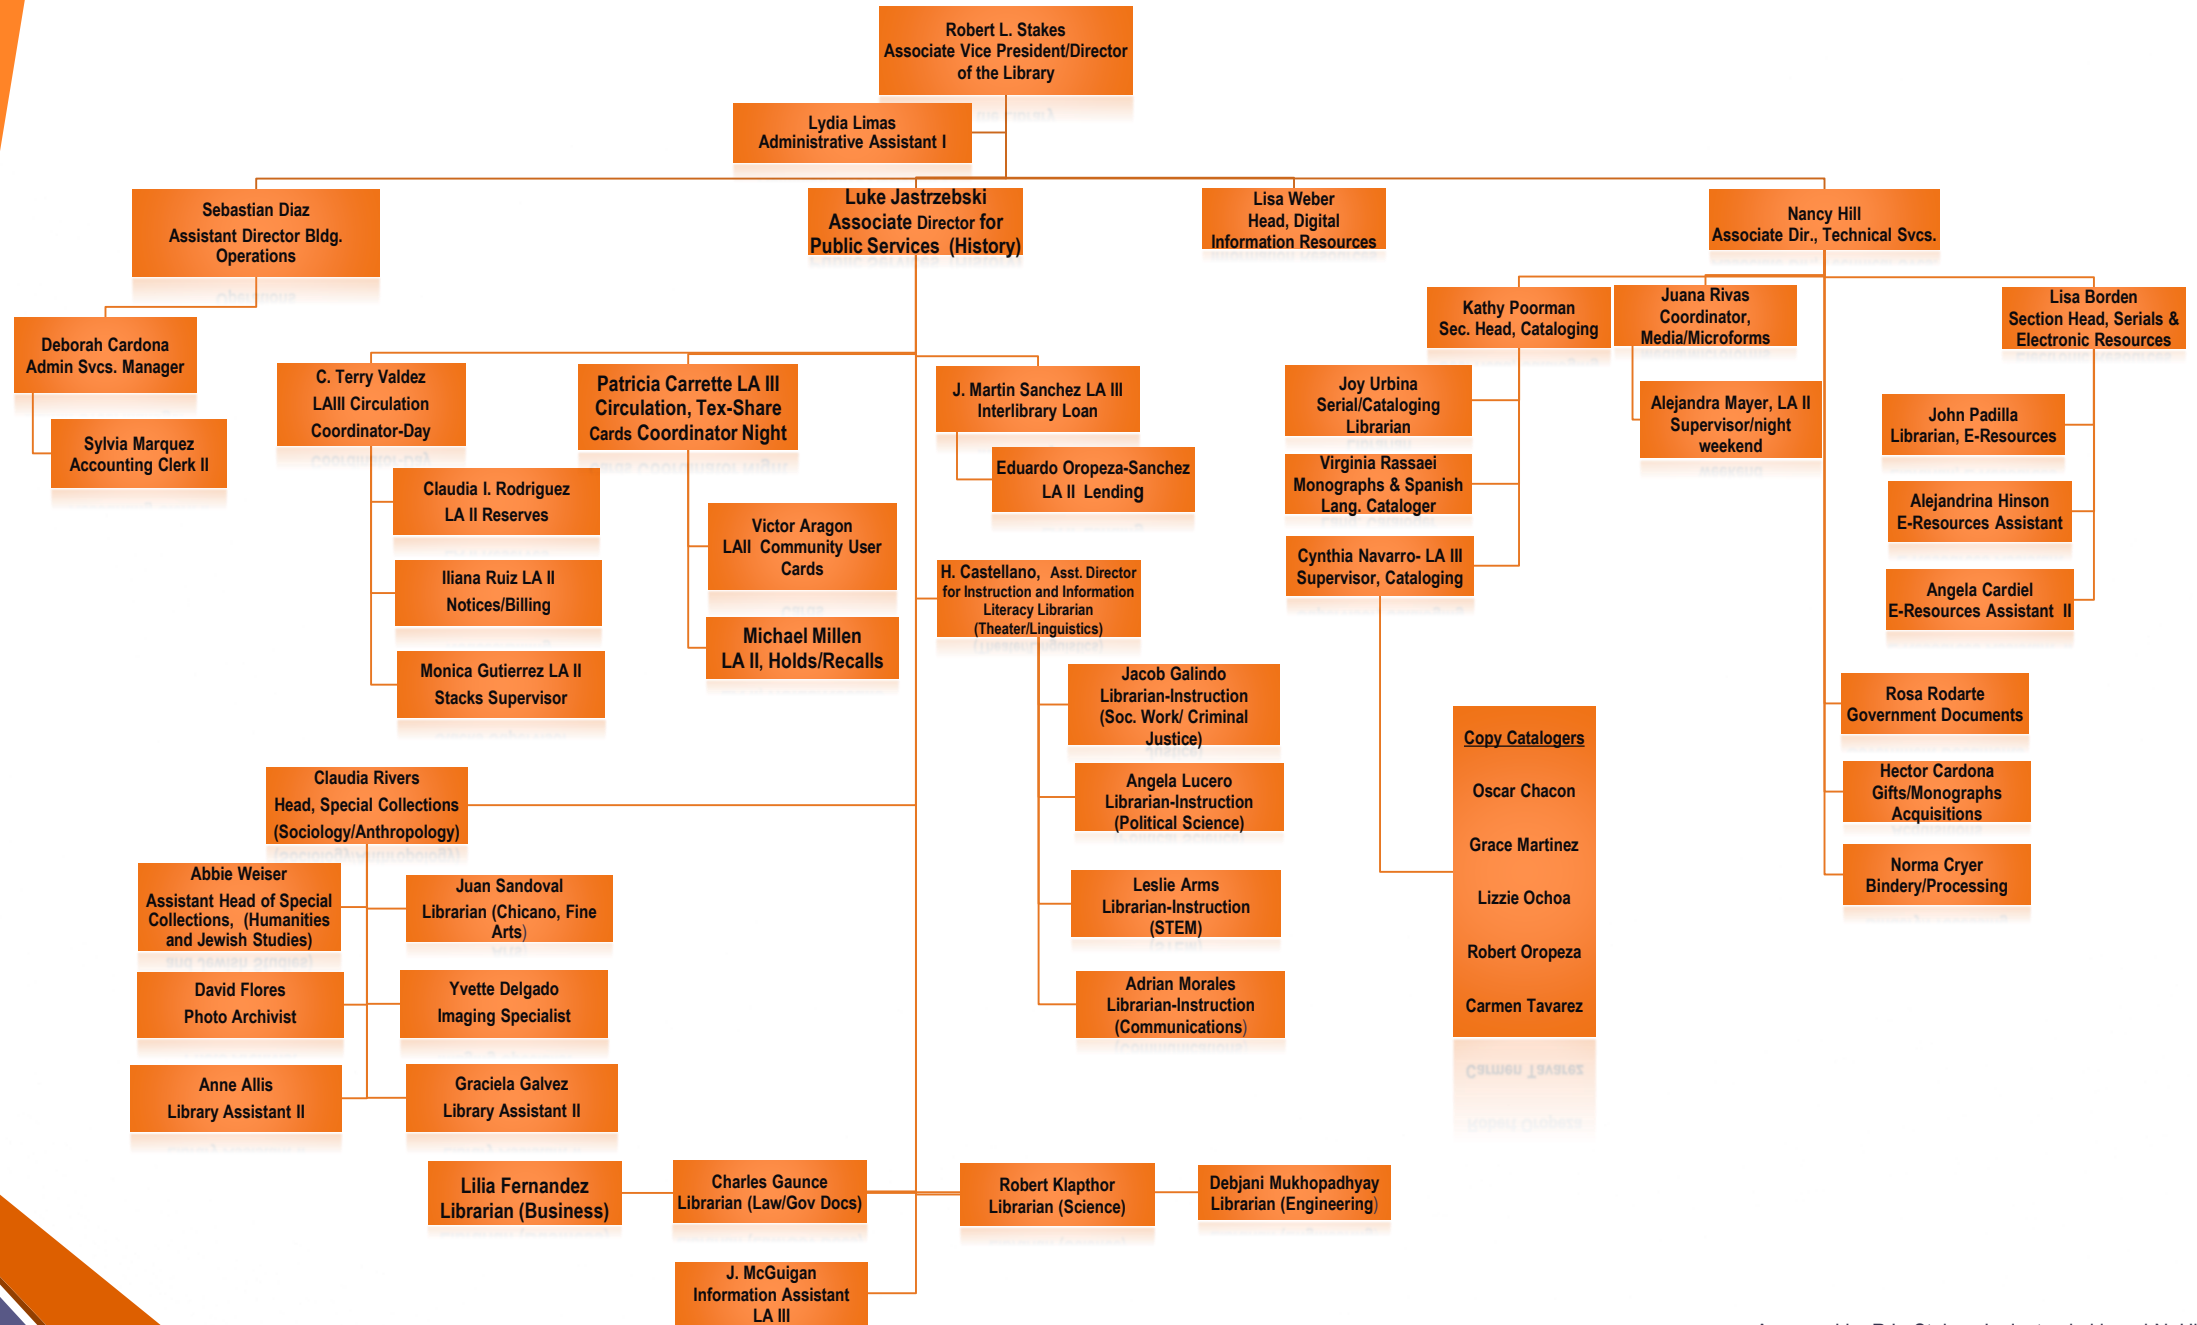 Robert L. Stakes
Associate Vice President/Director
of the Library
Lydia Limas
Administrative Assistant I
Sebastian Diaz
Assistant Director Bldg.
Operations
Luke Jastrzebski
Associate Director for
Public Services (History)
Lisa Weber
Head, Digital
Information Resources
Nancy Hill
Associate Dir., Technical Svcs.
Deborah Cardona
Admin Svcs. Manager
Sylvia Marquez
Accounting Clerk II
C. Terry Valdez
LAIII Circulation
Coordinator-Day
Claudia I. Rodriguez
LA II Reserves
Iliana Ruiz LA II
Notices/Billing
Monica Gutierrez LA II
Stacks Supervisor
Patricia Carrette LA III
Circulation, Tex-Share
Cards Coordinator Night
Victor Aragon
LAII Community User
Cards
Michael Millen
LA II, Holds/Recalls
J. Martin Sanchez LA III
Interlibrary Loan
Eduardo Oropeza-Sanchez
LA II Lending
H. Castellano, Asst. Director
for Instruction and Information
Literacy Librarian
(Theater/Linguistics)
Jacob Galindo
Librarian-Instruction
(Soc. Work/ Criminal
Justice)
Angela Lucero
Librarian-Instruction
(Political Science)
Leslie Arms
Librarian-Instruction
(STEM)
Adrian Morales
Librarian-Instruction
(Communications)
Kathy Poorman
Sec. Head, Cataloging
Joy Urbina
Serial/Cataloging
Librarian
Virginia Rassaei
Monographs & Spanish
Lang. Cataloger
Cynthia Navarro- LA III
Supervisor, Cataloging
Copy Catalogers
Oscar Chacon
Grace Martinez
Lizzie Ochoa
Robert Oropeza
Carmen Tavarez
Juana Rivas
Coordinator,
Media/Microforms
Alejandra Mayer, LA II
Supervisor/night
weekend
Lisa Borden
Section Head, Serials &
Electronic Resources
John Padilla
Librarian, E-Resources
Alejandrina Hinson
E-Resources Assistant
Angela Cardiel
E-Resources Assistant II
Rosa Rodarte
Government Documents
Hector Cardona
Gifts/Monographs
Acquisitions
Norma Cryer
Bindery/Processing
Claudia Rivers
Head, Special Collections
(Sociology/Anthropology)
Abbie Weiser
Assistant Head of Special
Collections, (Humanities
and Jewish Studies)
Juan Sandoval
Librarian (Chicano, Fine
Arts)
David Flores
Photo Archivist
Yvette Delgado
Imaging Specialist
Anne Allis
Library Assistant II
Graciela Galvez
Library Assistant II
Lilia Fernandez
Librarian (Business)
Charles Gaunce
Librarian (Law/Gov Docs)
Robert Klapthor
Librarian (Science)
Debjani Mukhopadhyay
Librarian (Engineering)
J. McGuigan
Information Assistant
LA III